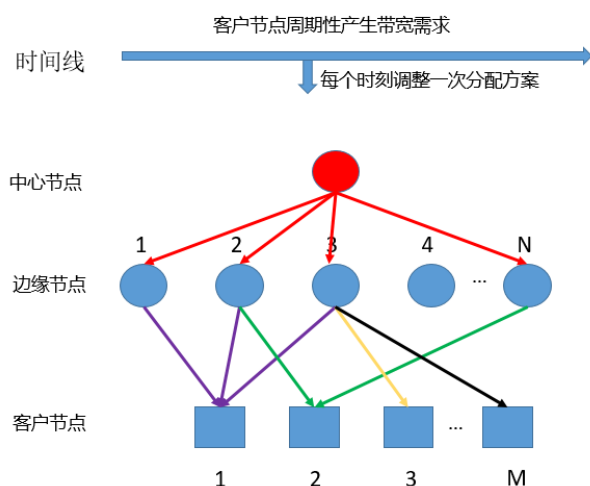 客户节点周期性产生带宽需求
时间线
每个时刻调整一次分配方案
中心节点
1 2 3 4 N
边缘节点 ...
客户节点 ...
1 2 3 M